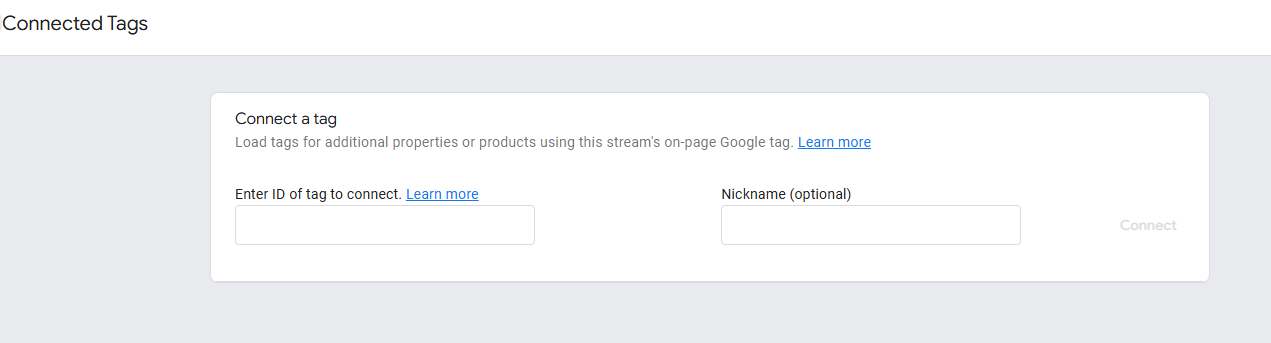 Connected Tags
Connect a tag
Load tags for additional properties or products using this stream's on-page Google tag. Learn more
Enter ID of tag to connect. Learn more
Nickname (optional)
Connect